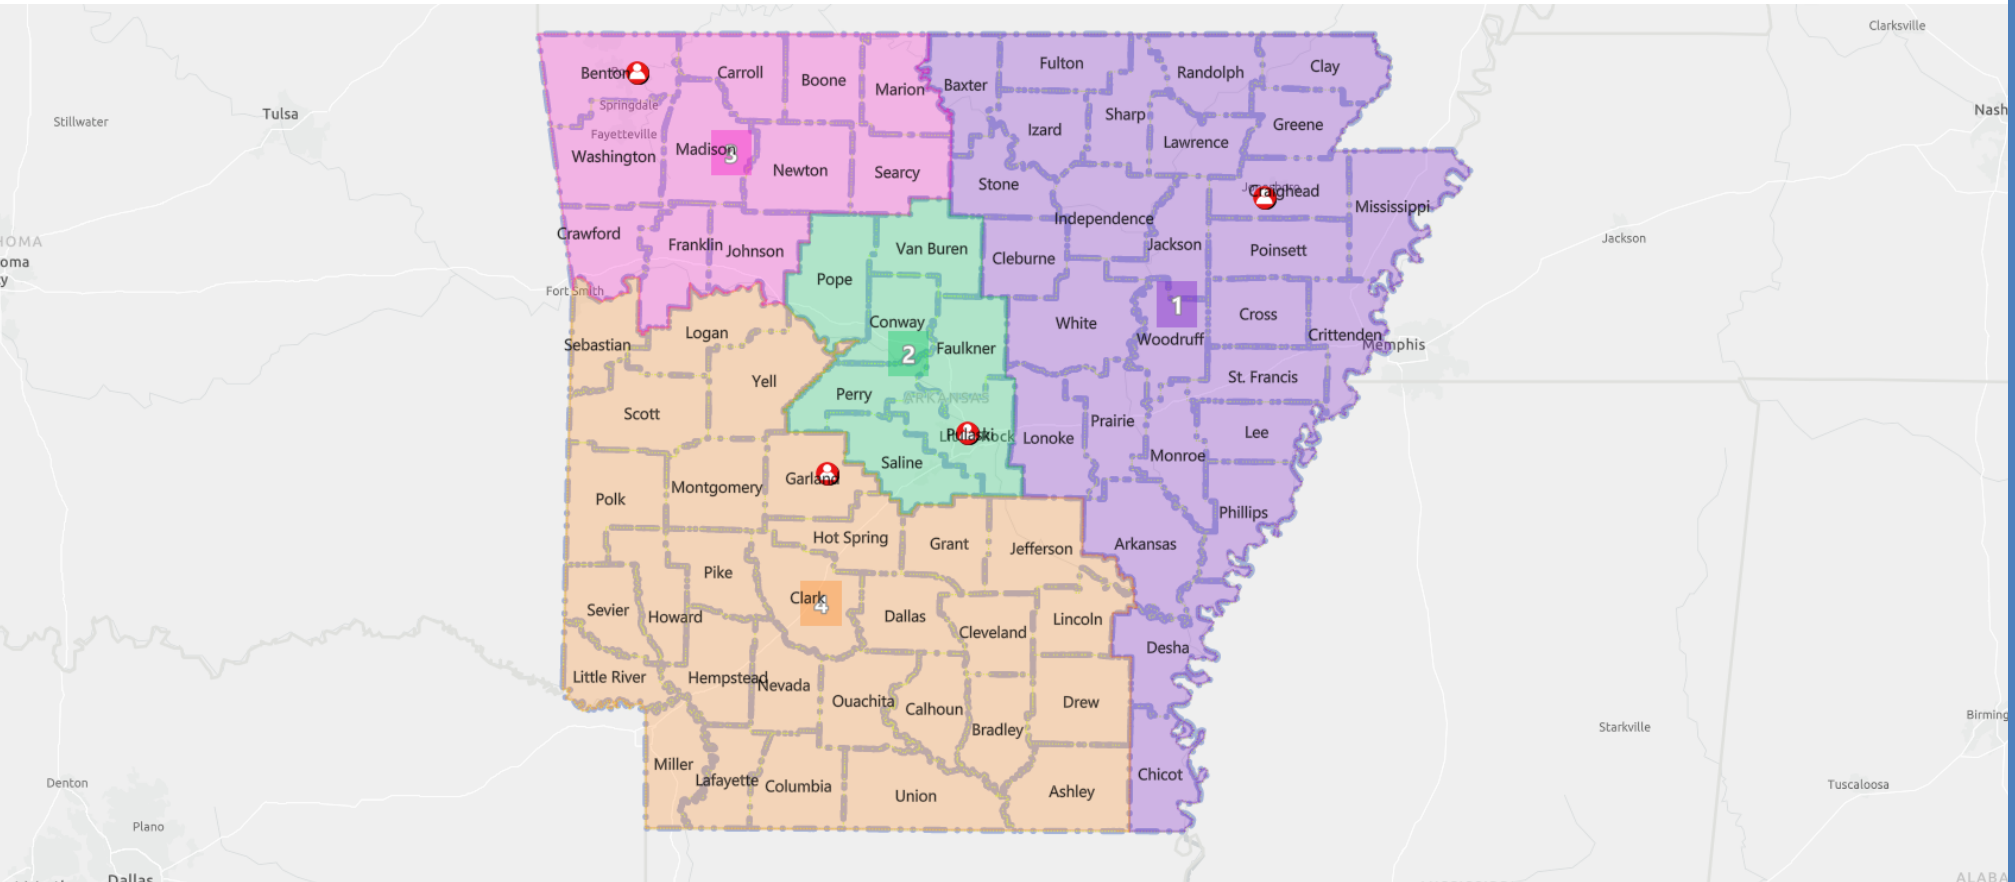 Clarksville
Fulton
Clay
Benton
Carroll
Boone
Marion
Baxter
Randolph
Springdale
Tulsa
Stillwater
Nash
Sharp
Greene
Izard
Fayetteville
Lawrence
Washington
Madison
3
Newton
Searcy
Stone
Craighead
Mississippi
Independence
Crawford
Franklin
Johnson
Van Buren
Jackson
Poinsett
Jackson
HOMA
oma
y
Cleburne
Pope
Fort Smith
1
Cross
Conway
White
Logan
Crittenden
Woodruff
Memphis
Sebastian
2
Faulkner
Yell
St. Francis
Perry
ARKANSAS
Scott
Prairie
Lee
Pulaski
Lonoke
Saline
Monroe
Garland
Montgomery
Polk
Phillips
Hot Spring
Grant
Jefferson
Arkansas
Pike
Clark
4
Sevier
Howard
Dallas
Lincoln
Cleveland
Desha
Little River
Hempstead
Nevada
Ouachita
Calhoun
Drew
Birming
Starkville
Bradley
Miller
Lafayette
Columbia
Union
Ashley
Chicot
Denton
Tuscaloosa
Plano
Dallas
ALABA